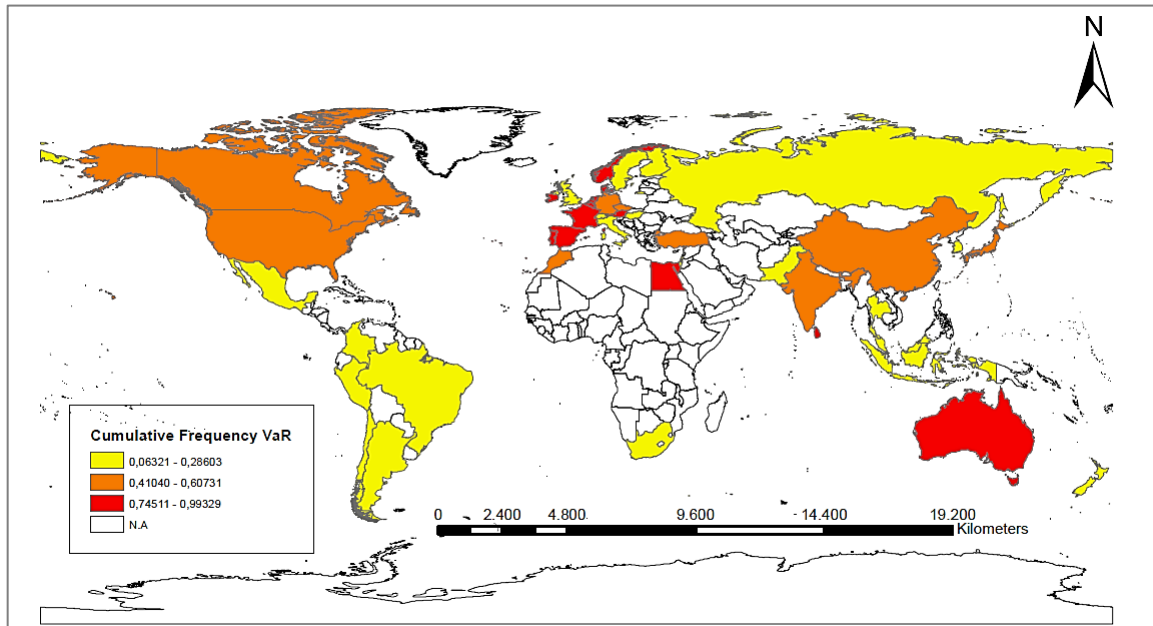 N
Cumulative Frequency VaR
0,06321 - 0,28603
0,41040 - 0,60731
0,74511 - 0,99329
N.A
0 2.400 4.800 9.600 14.400 19.200
Kilometers